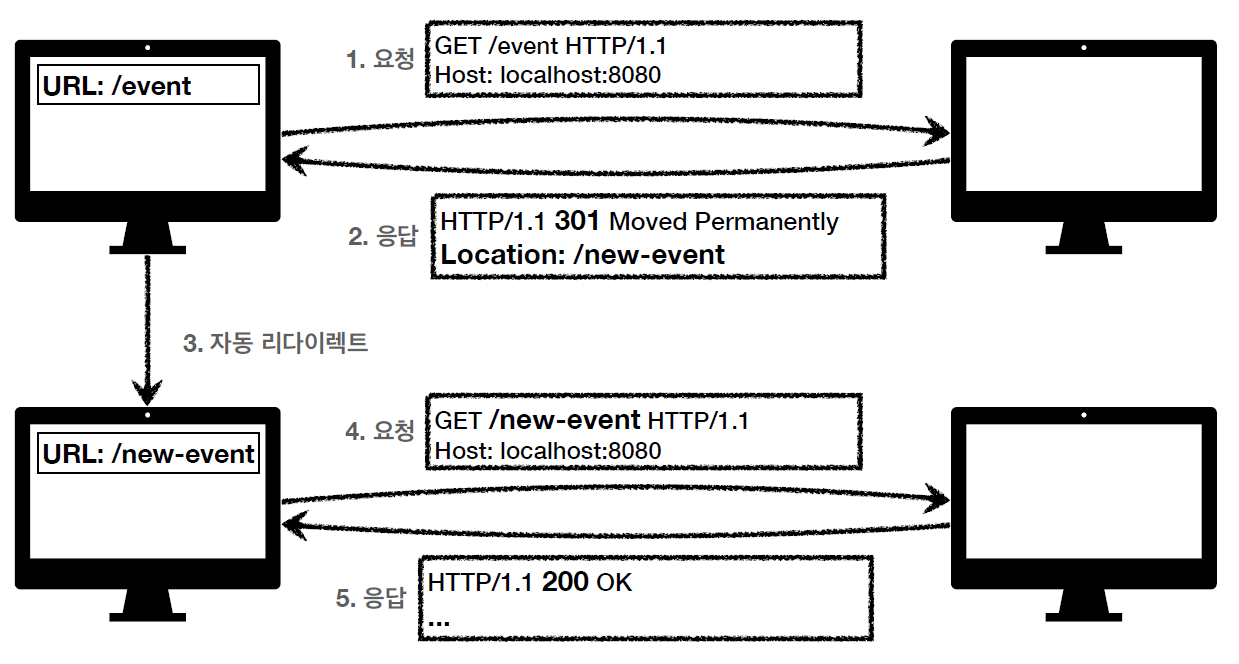 1. 요청
GET /event HTTP/1.1
Host: localhost:8080
URL: /event
2. 응답
HTTP/1.1 301 Moved Permanently
Location: /new-event
3. 자동 리다이렉트
4. 요청
GET /new-event HTTP/1.1
Host: localhost:8080
URL: /new-event
5. 응답
HTTP/1.1 200 OK
...